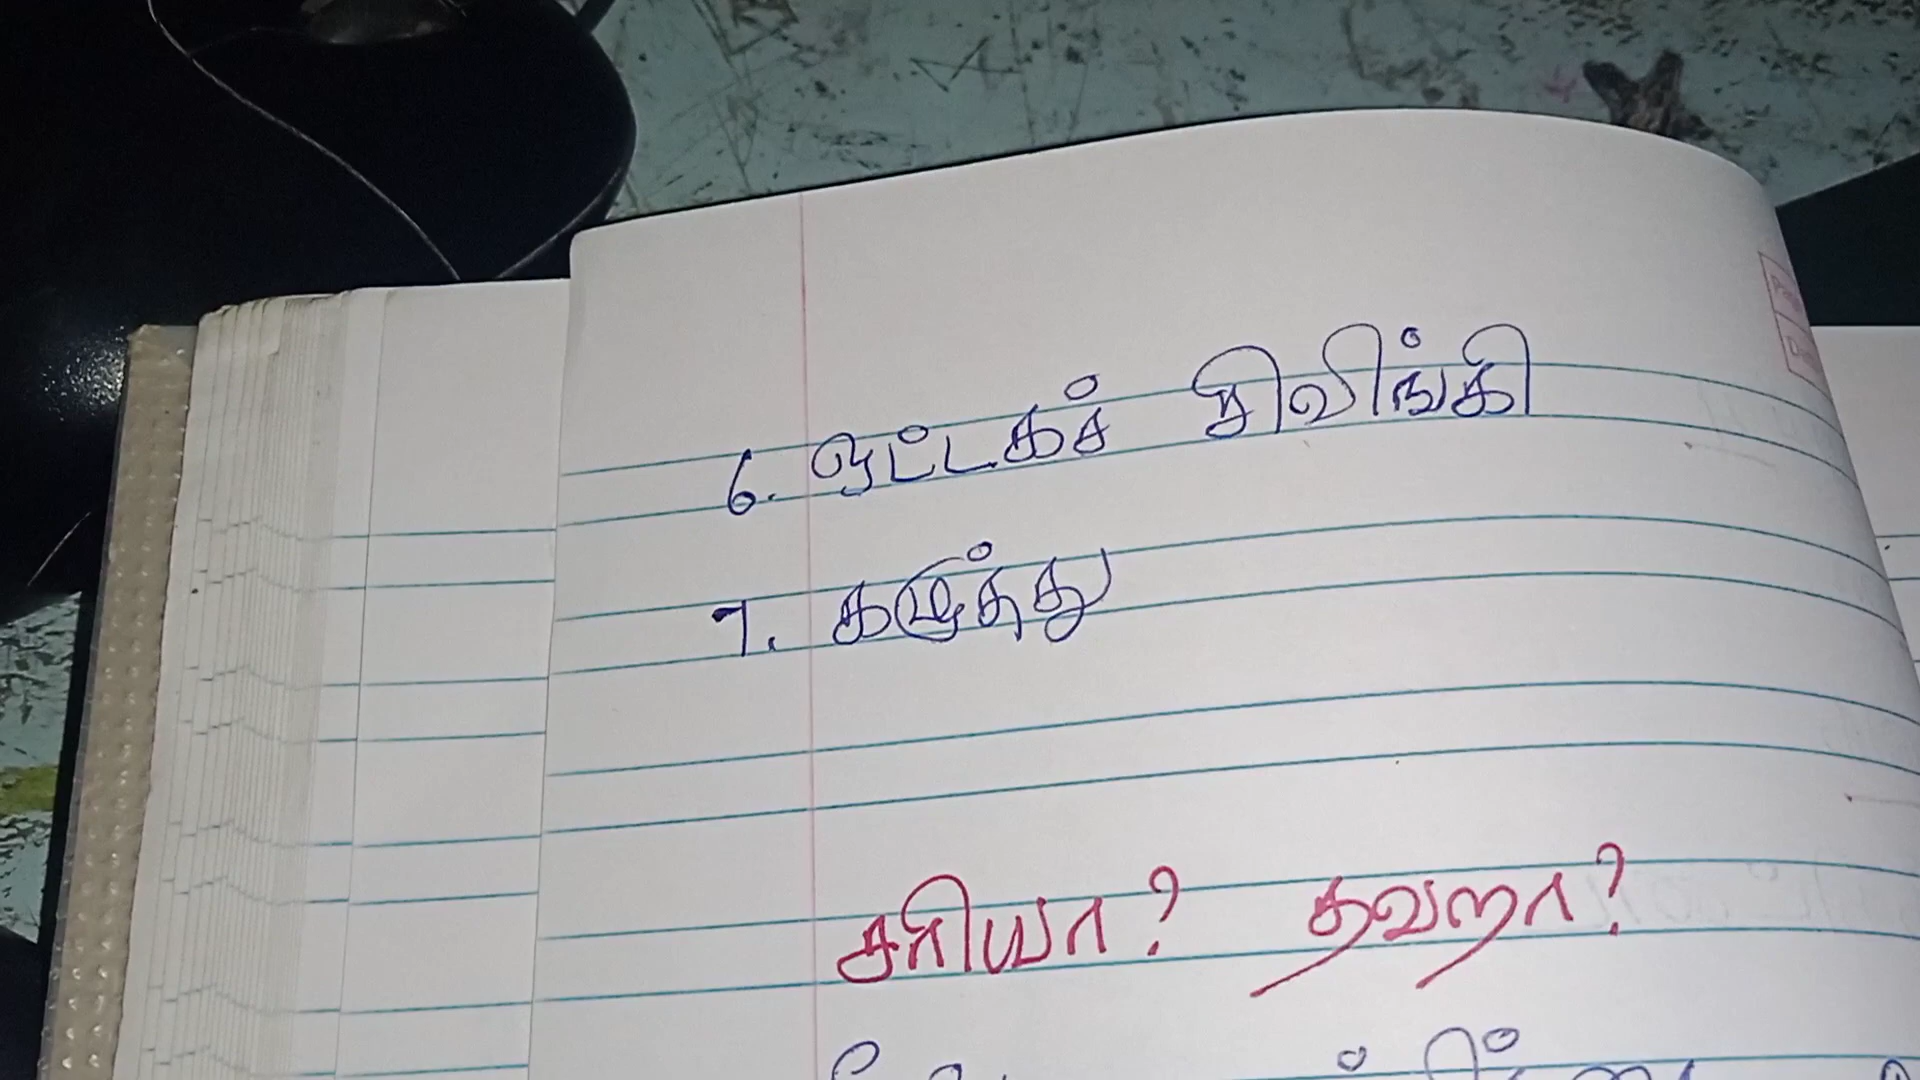 6. ஒட்டகச் சிவிங்கி
7. கழுத்து
சரியா? தவறா?